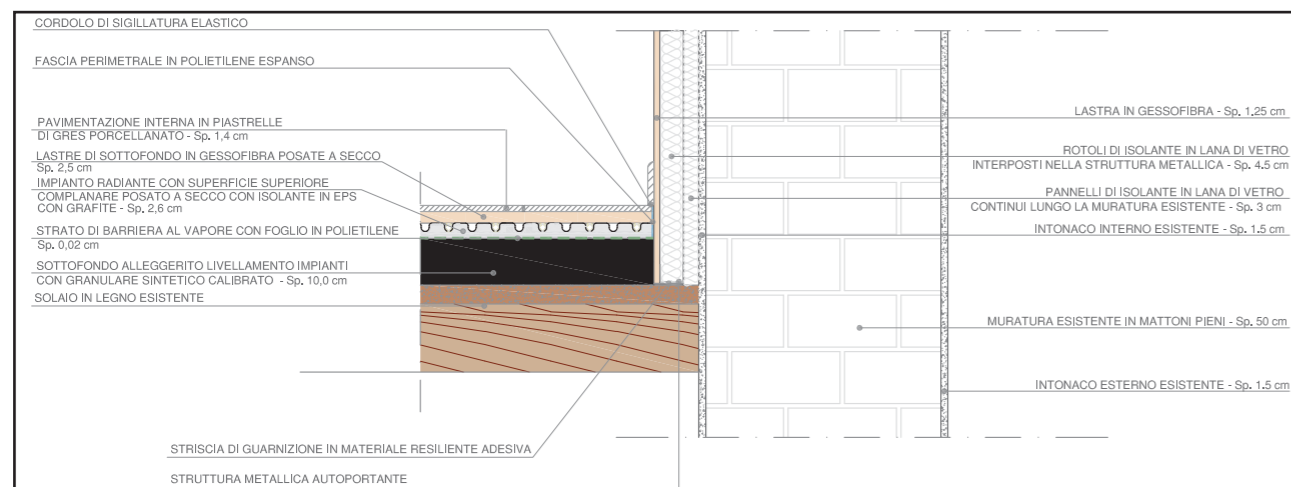 CORDOLO DI SIGILLATURA ELASTICO
FASCIA PERIMETRALE IN POLIETILENE ESPANSO
PAVIMENTAZIONE INTERNA IN PIASTRELLE
DI GRES PORCELLANATO - Sp. 1,4 cm
LASTRE DI SOTTOFONDO IN GESSOFIBRA POSATE A SECCO
Sp. 2,5 cm
IMPIANTO RADIANTE CON SUPERFICIE SUPERIORE
COMPLANARE POSATO A SECCO CON ISOLANTE IN EPS
CON GRAFITE - Sp. 2,6 cm
STRATO DI BARRIERA AL VAPORE CON FOGLIO IN POLIETILENE
Sp. 0,02 cm
SOTTOFONDO ALLEGGERITO LIVELLAMENTO IMPIANTI
CON GRANULARE SINTETICO CALIBRATO - Sp. 10,0 cm
SOLAIO IN LEGNO ESISTENTE
STRISCIA DI GUARNIZIONE IN MATERIALE RESILIENTE ADESIVA
STRUTTURA METALLICA AUTOPORTANTE
LASTRA IN GESSOFIBRA - Sp. 1,25 cm
ROTOLI DI ISOLANTE IN LANA DI VETRO
INTERPOSTI NELLA STRUTTURA METALLICA - Sp. 4.5 cm
PANNELLI DI ISOLANTE IN LANA DI VETRO
CONTINUI LUNGO LA MURATURA ESISTENTE - Sp. 3 cm
INTONACO INTERNO ESISTENTE - Sp. 1.5 cm
MURATURA ESISTENTE IN MATTONI PIENI - Sp. 50 cm
INTONACO ESTERNO ESISTENTE - Sp. 1.5 cm